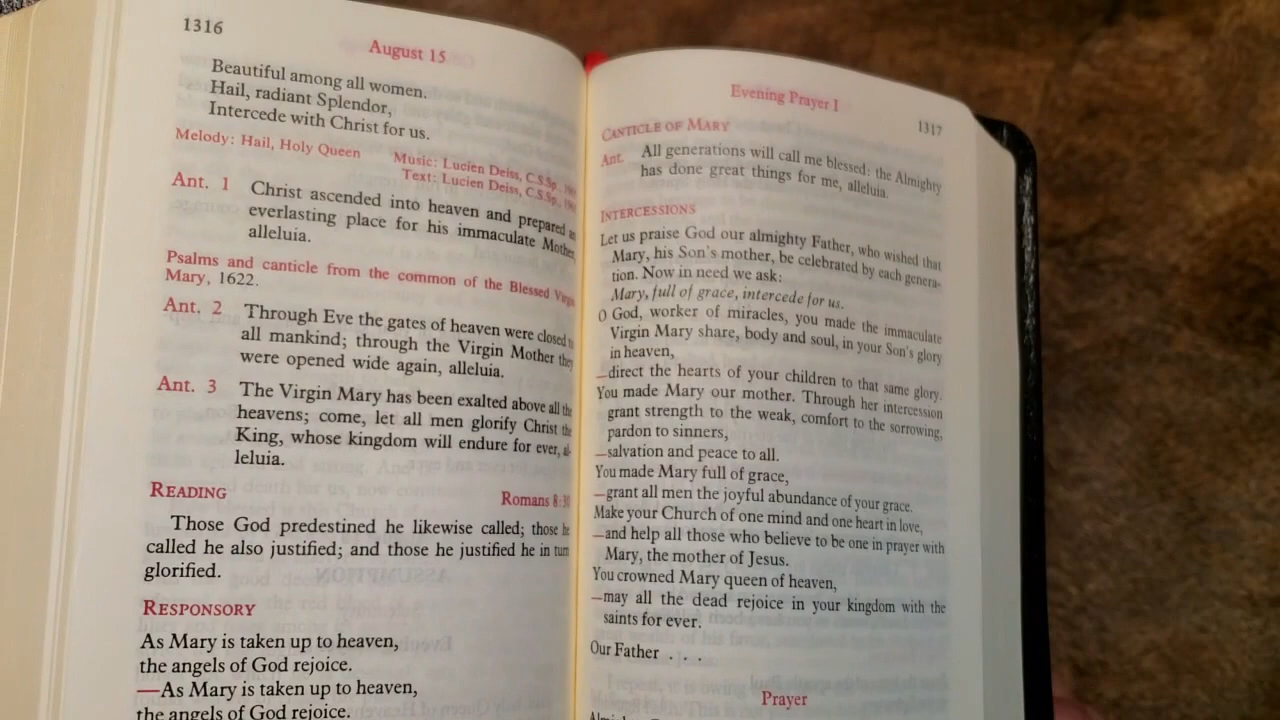 1316
August 15
Beautiful among all women.
Hail, radiant Splendor,
Intercede with Christ for us.
Melody: Hail, Holy Queen
Music: Lucien Deiss, C.S.Sp.,
Text: Lucien Deiss, C.S.Sp.,
Ant. 1 Christ ascended into heaven and prepared
everlasting place for his immaculate Mother,
alleluia.
Psalms and canticle from the common of the Blessed Virgin
Mary, 1622.
Ant. 2 Through Eve the gates of heaven were closed
all mankind; through the Virgin Mother they
were opened wide again, alleluia.
Ant. 3 The Virgin Mary has been exalted above all the
heavens; come, let all men glorify Christ the
King, whose kingdom will endure for ever, al-
leluia.
READING Romans 8:30
Those God predestined he likewise called; those he
called he also justified; and those he justified he in turn
glorified.
RESPONSORY
As Mary is taken up to heaven,
the angels of God rejoice.
—As Mary is taken up to heaven,
the angels of God rejoice.
Evening Prayer I
1317
CANTICLE OF MARY
Ant. All generations will call me blessed: the Almighty
has done great things for me, alleluia.
INTERCESSIONS
Let us praise God our almighty Father, who wished that
Mary, his Son's mother, be celebrated by each genera-
tion. Now in need we ask:
Mary, full of grace, intercede for us.
O God, worker of miracles, you made the immaculate
Virgin Mary share, body and soul, in your Son's glory
in heaven,
—direct the hearts of your children to that same glory.
You made Mary our mother. Through her intercession
grant strength to the weak, comfort to the sorrowing,
pardon to sinners,
—salvation and peace to all.
You made Mary full of grace,
—grant all men the joyful abundance of your grace.
Make your Church of one mind and one heart in love,
—and help all those who believe to be one in prayer with
Mary, the mother of Jesus.
You crowned Mary queen of heaven,
—may all the dead rejoice in your kingdom with the
saints for ever.
Our Father . . .
Prayer